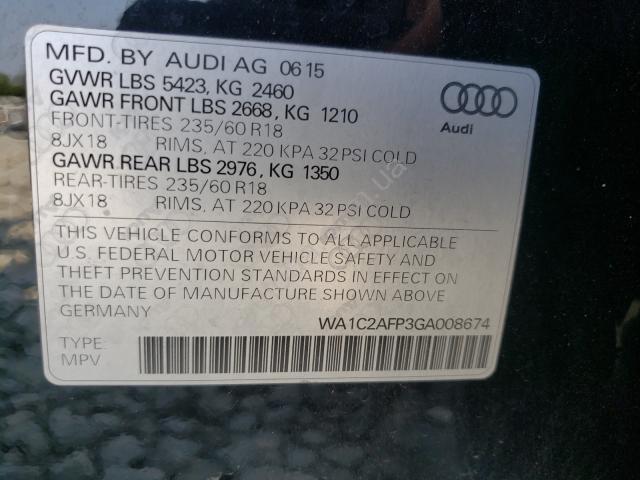 MFD. BY AUDI AG 06 15
GVWR LBS 5423, KG 2460
GAWR FRONT LBS 2668, KG 1210
FRONT-TIRES 235/60 R18
8JX18 RIMS, AT 220 KPA 32 PSI COLD
GAWR REAR LBS 2976, KG 1350
REAR-TIRES 235/60 R18
8JX18 RIMS, AT 220 KPA 32 PSI COLD
Audi
THIS VEHICLE CONFORMS TO ALL APPLICABLE
U.S. FEDERAL MOTOR VEHICLE SAFETY AND
THEFT PREVENTION STANDARDS IN EFFECT ON
THE DATE OF MANUFACTURE SHOWN ABOVE
GERMANY
WA1C2AFP3GA008674
TYPE:
MPV